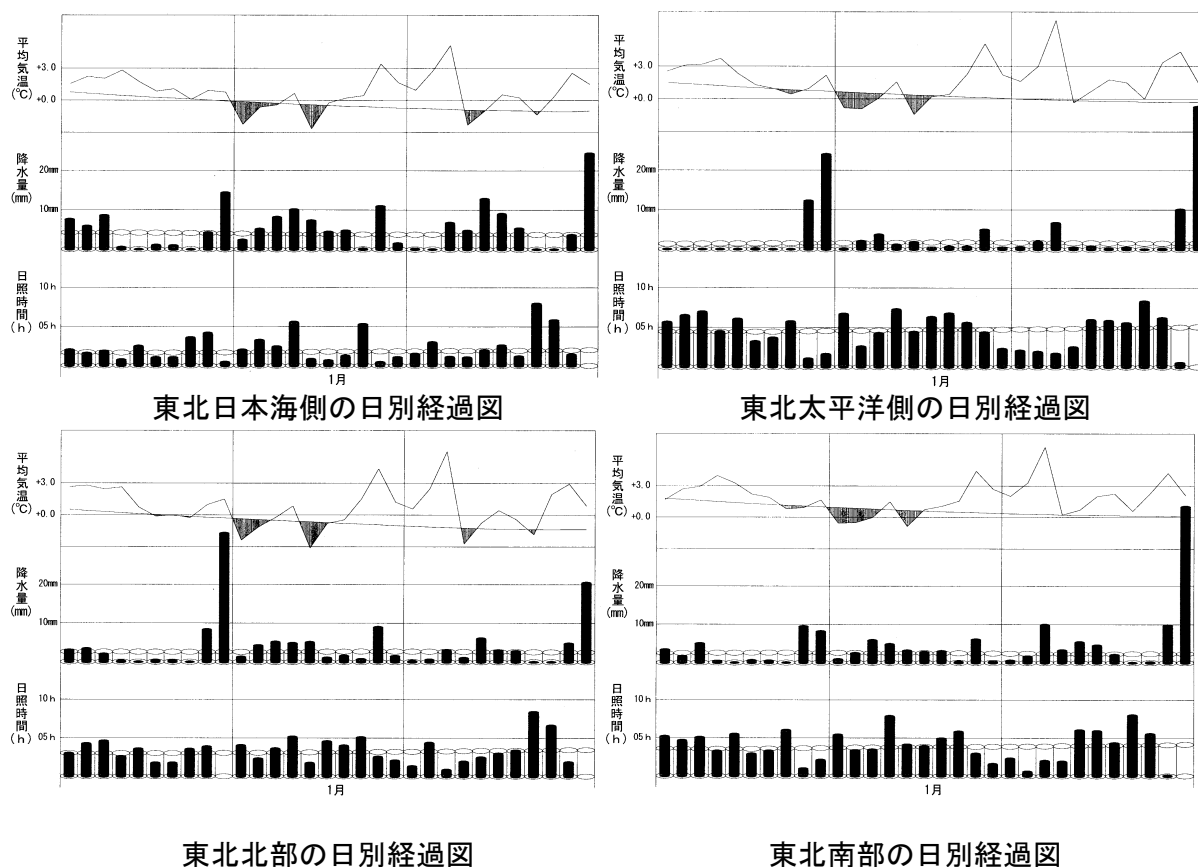 平均気温(℃)
+3.0
+0.0
降水量(mm)
20mm
10mm
日照時間(h)
10h
05h
1月
東北日本海側の日別経過図
平均気温(℃)
+3.0
+0.0
降水量(mm)
20mm
10mm
日照時間(h)
10h
05h
1月
東北太平洋側の日別経過図
平均気温(℃)
+3.0
+0.0
降水量(mm)
20mm
10mm
日照時間(h)
10h
05h
1月
東北北部の日別経過図
平均気温(℃)
+3.0
+0.0
降水量(mm)
20mm
10mm
日照時間(h)
10h
05h
1月
東北南部の日別経過図